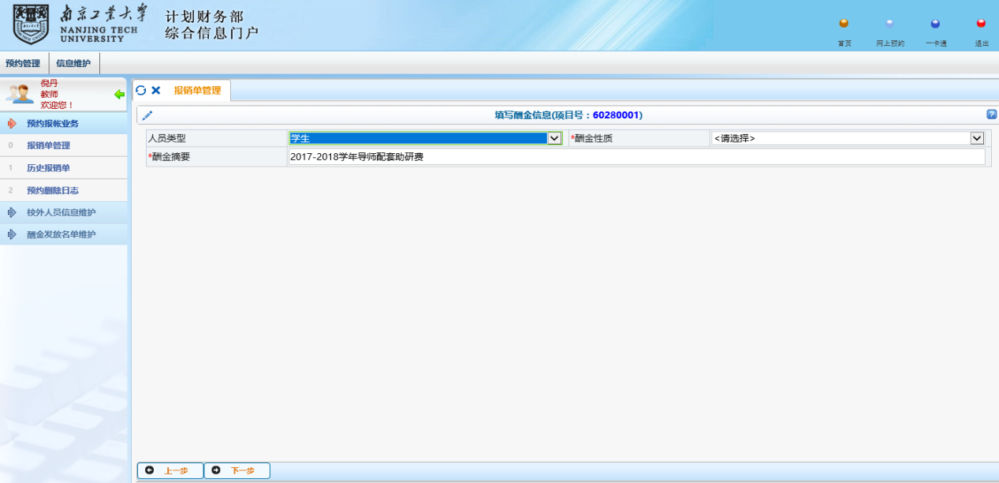 南京工业大学
NANJING TECH
UNIVERSITY
计划财务部
综合信息门户
首页
网上预约
一卡通
退出
预约管理
信息维护
倪丹
教师
欢迎您！
报销单管理
预约报帐业务
0 报销单管理
1 历史报销单
2 预约删除日志
校外人员信息维护
酬金发放名单维护
填写酬金信息(项目号：60280001)
人员类型 学生 *酬金性质 <请选择>
*酬金摘要 2017-2018学年导师配套助研费
上一步 下一步